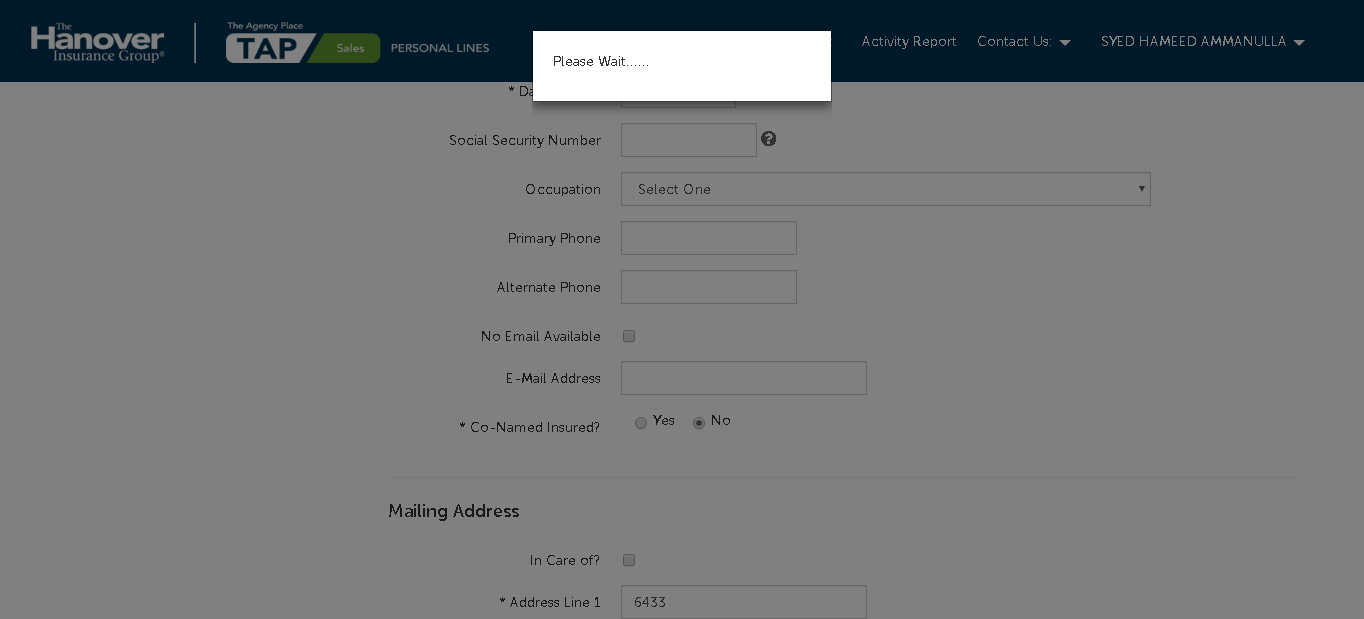 The
Hanover
Insurance Group®
The Agency Place
TAP Sales PERSONAL LINES
Activity Report Contact Us: SYED HAMEED AMMANULLA
Please Wait......
* Da
Social Security Number
Occupation Select One
Primary Phone
Alternate Phone
No Email Available
E-Mail Address
* Co-Named Insured? Yes No
Mailing Address
In Care of?
* Address Line 1 6433